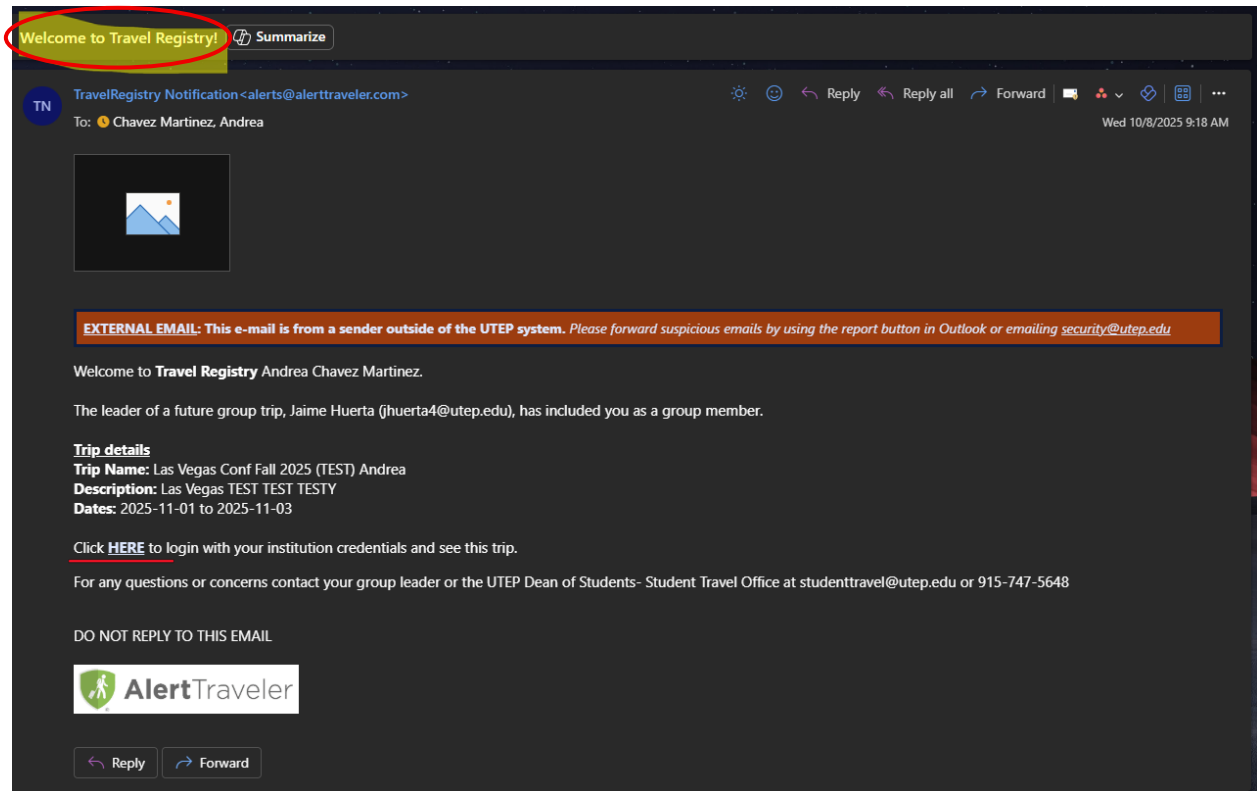 Welcome to Travel Registry! Summarize
TN
TravelRegistry Notification<alerts@alerttraveler.com>
Reply Reply all Forward
To: Chavez Martinez, Andrea
Wed 10/8/2025 9:18 AM
EXTERNAL EMAIL: This e-mail is from a sender outside of the UTEP system. Please forward suspicious emails by using the report button in Outlook or emailing security@utep.edu
Welcome to Travel Registry Andrea Chavez Martinez.
The leader of a future group trip, Jaime Huerta (jhuerta4@utep.edu), has included you as a group member.
Trip details
Trip Name: Las Vegas Conf Fall 2025 (TEST) Andrea
Description: Las Vegas TEST TEST TESTY
Dates: 2025-11-01 to 2025-11-03
Click HERE to login with your institution credentials and see this trip.
For any questions or concerns contact your group leader or the UTEP Dean of Students- Student Travel Office at studenttravel@utep.edu or 915-747-5648
DO NOT REPLY TO THIS EMAIL
AlertTraveler
Reply Forward